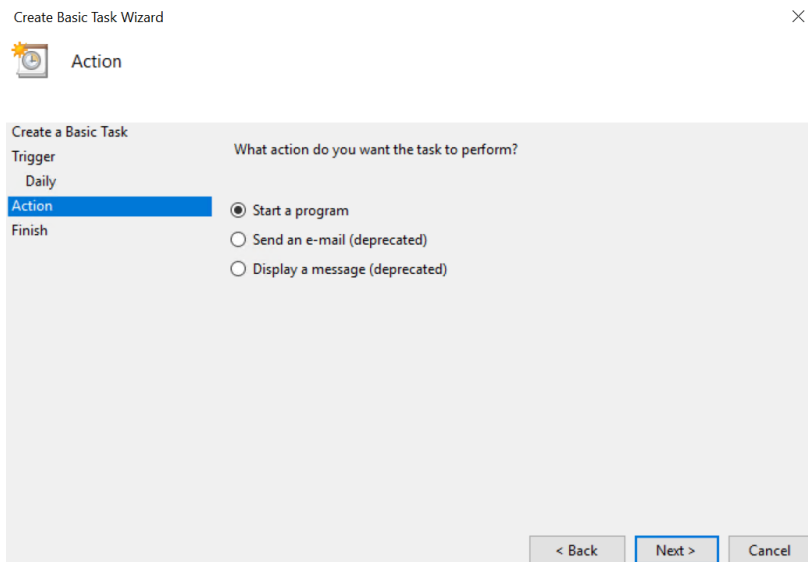 Create Basic Task Wizard
Action
Create a Basic Task
Trigger
Daily
Action
Finish
What action do you want the task to perform?
Start a program
Send an e-mail (deprecated)
Display a message (deprecated)
< Back
Next >
Cancel